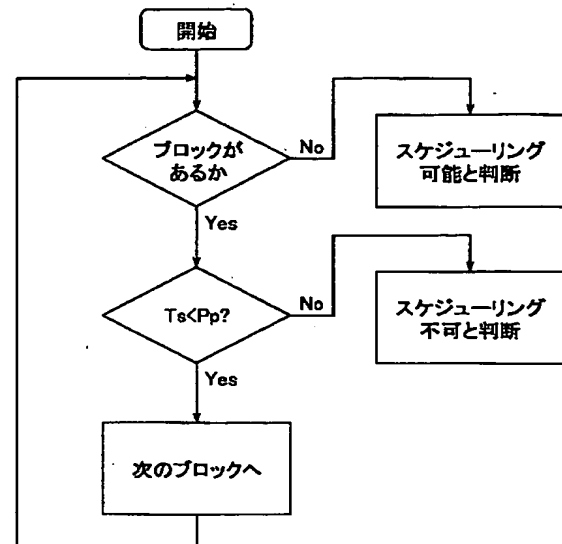 開始
ブロックが
あるか
No
スケジューリング
可能と判断
Yes
Ts<Pp?
No
スケジューリング
不可と判断
Yes
次のブロックへ